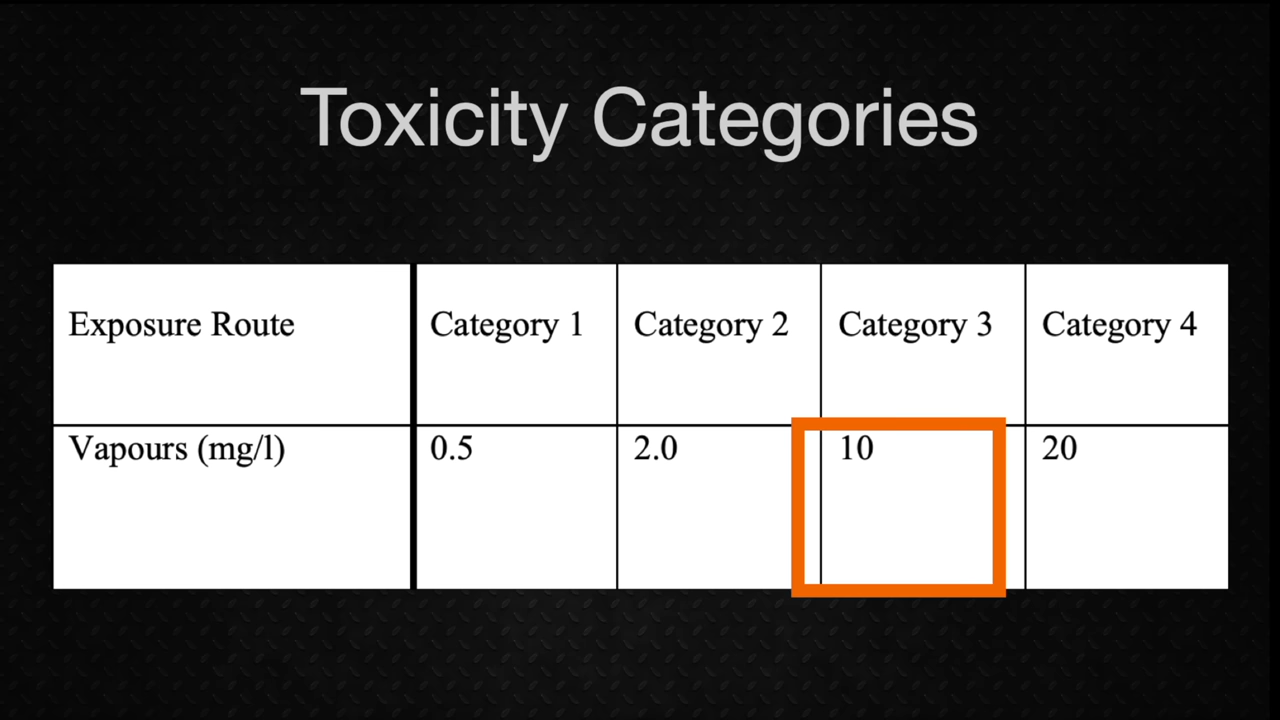 Toxicity Categories
Exposure Route Category 1 Category 2 Category 3 Category 4
Vapours (mg/l) 0.5 2.0 10 20